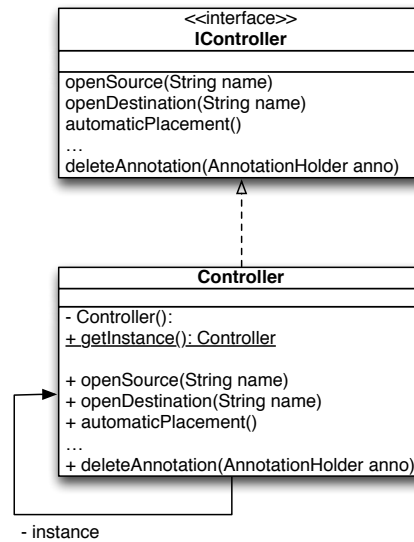 <<interface>>
IController
openSource(String name)
openDestination(String name)
automaticPlacement()
…
deleteAnnotation(AnnotationHolder anno)
Controller
- Controller():
+ getInstance(): Controller
+ openSource(String name)
+ openDestination(String name)
+ automaticPlacement()
…
+ deleteAnnotation(AnnotationHolder anno)
- instance